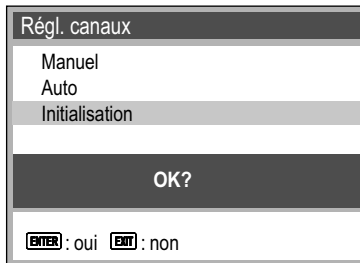 Régl. canaux
Manuel
Auto
Initialisation
OK?
ENTER : oui EXIT : non